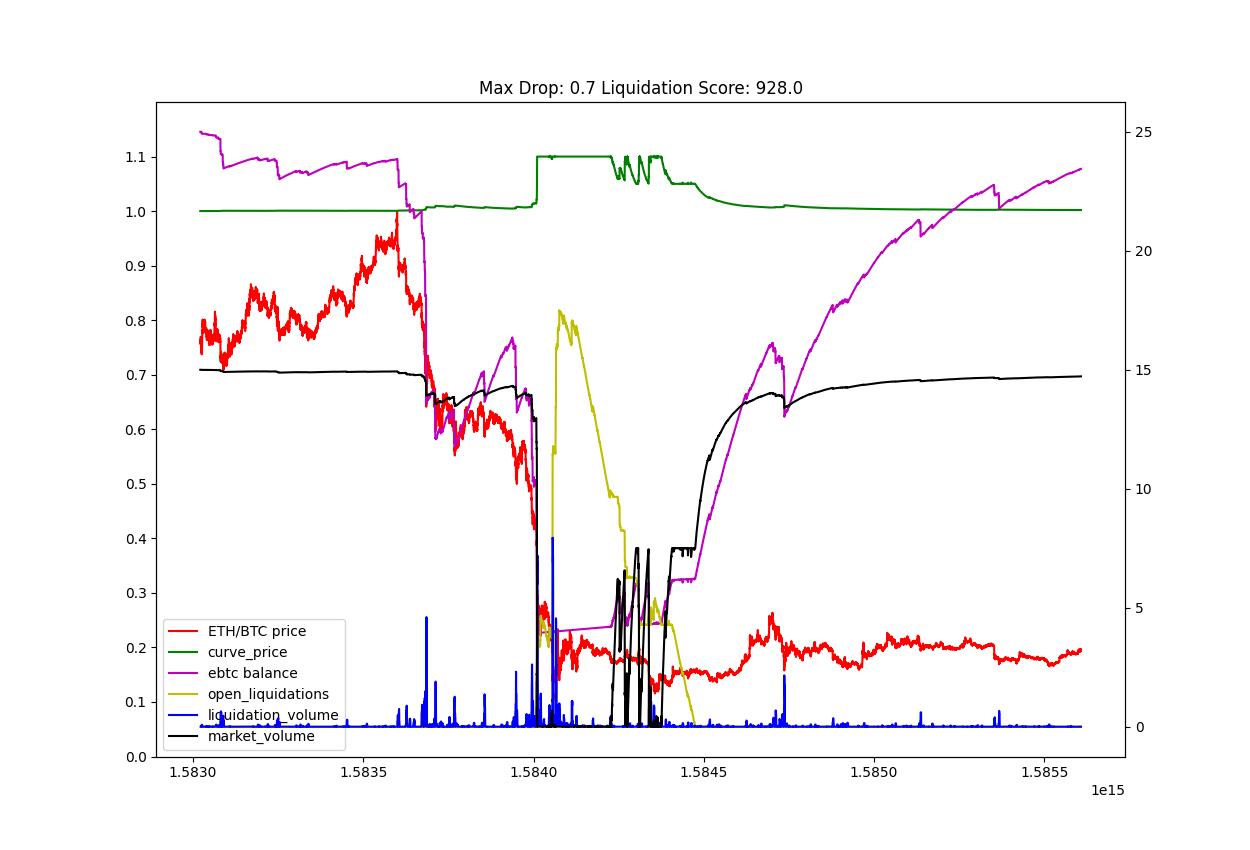 Max Drop: 0.7 Liquidation Score: 928.0
1.1
1.0
0.9
0.8
0.7
0.6
0.5
0.4
0.3
0.2
0.1
0.0
25
20
15
10
5
0
ETH/BTC price
curve_price
ebtc balance
open_liquidations
liquidation_volume
market_volume
1.5830 1.5835 1.5840 1.5845 1.5850 1.5855
1e15